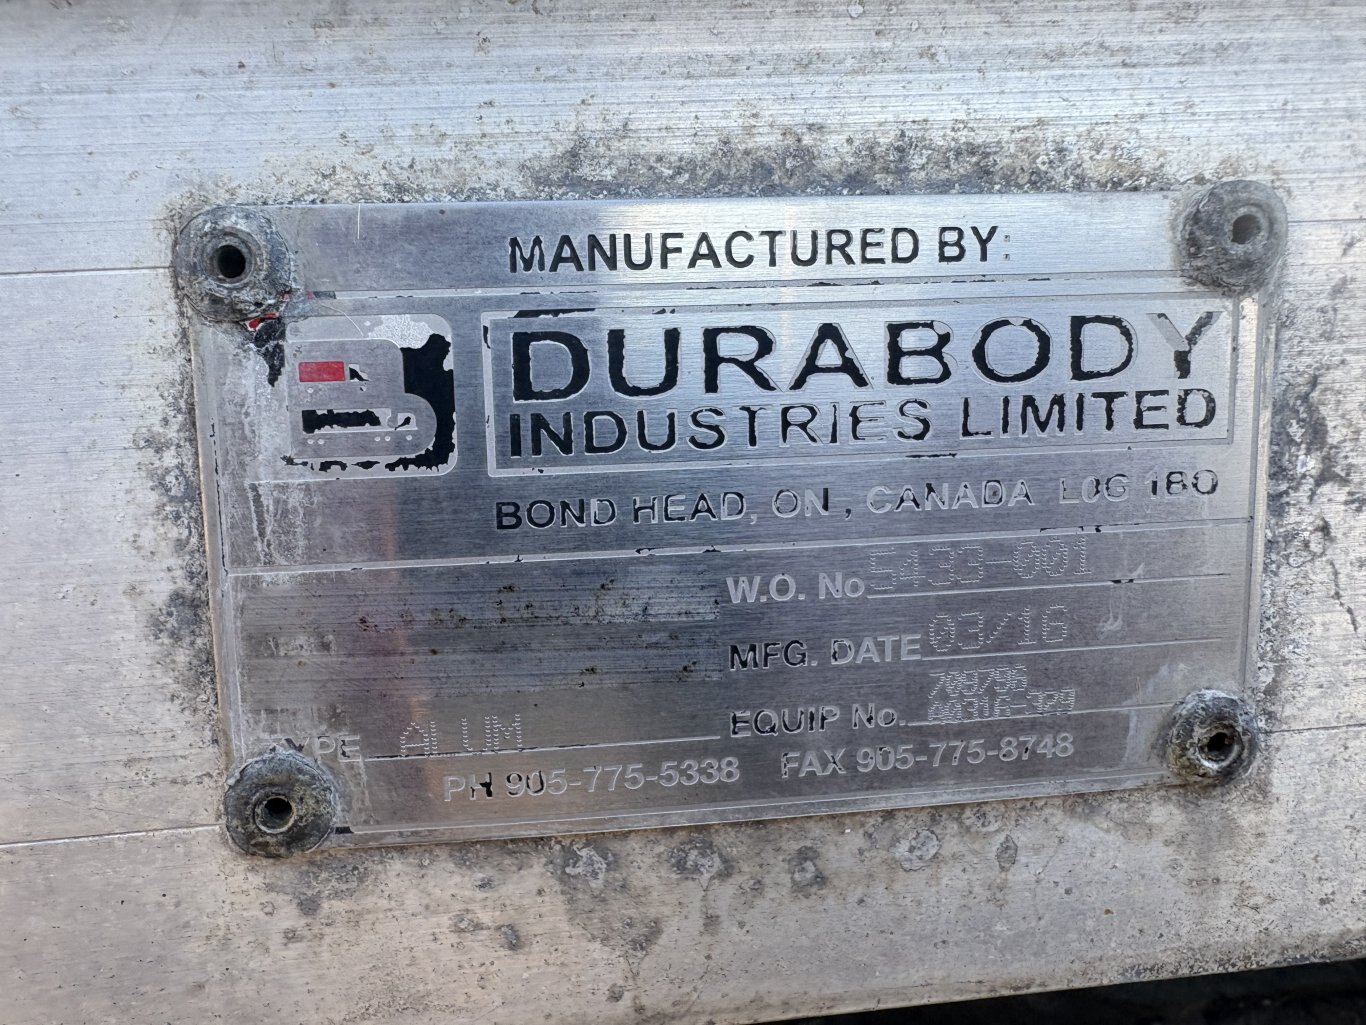 MANUFACTURED BY:
DURABODY
INDUSTRIES LIMITED
BOND HEAD, ON, CANADA L0G 1B0
W.O. No 5433-001
MFG. DATE 03/16
EQUIP No. 709796
TYPE ALUM
PH 905-775-5338 FAX 905-775-8748